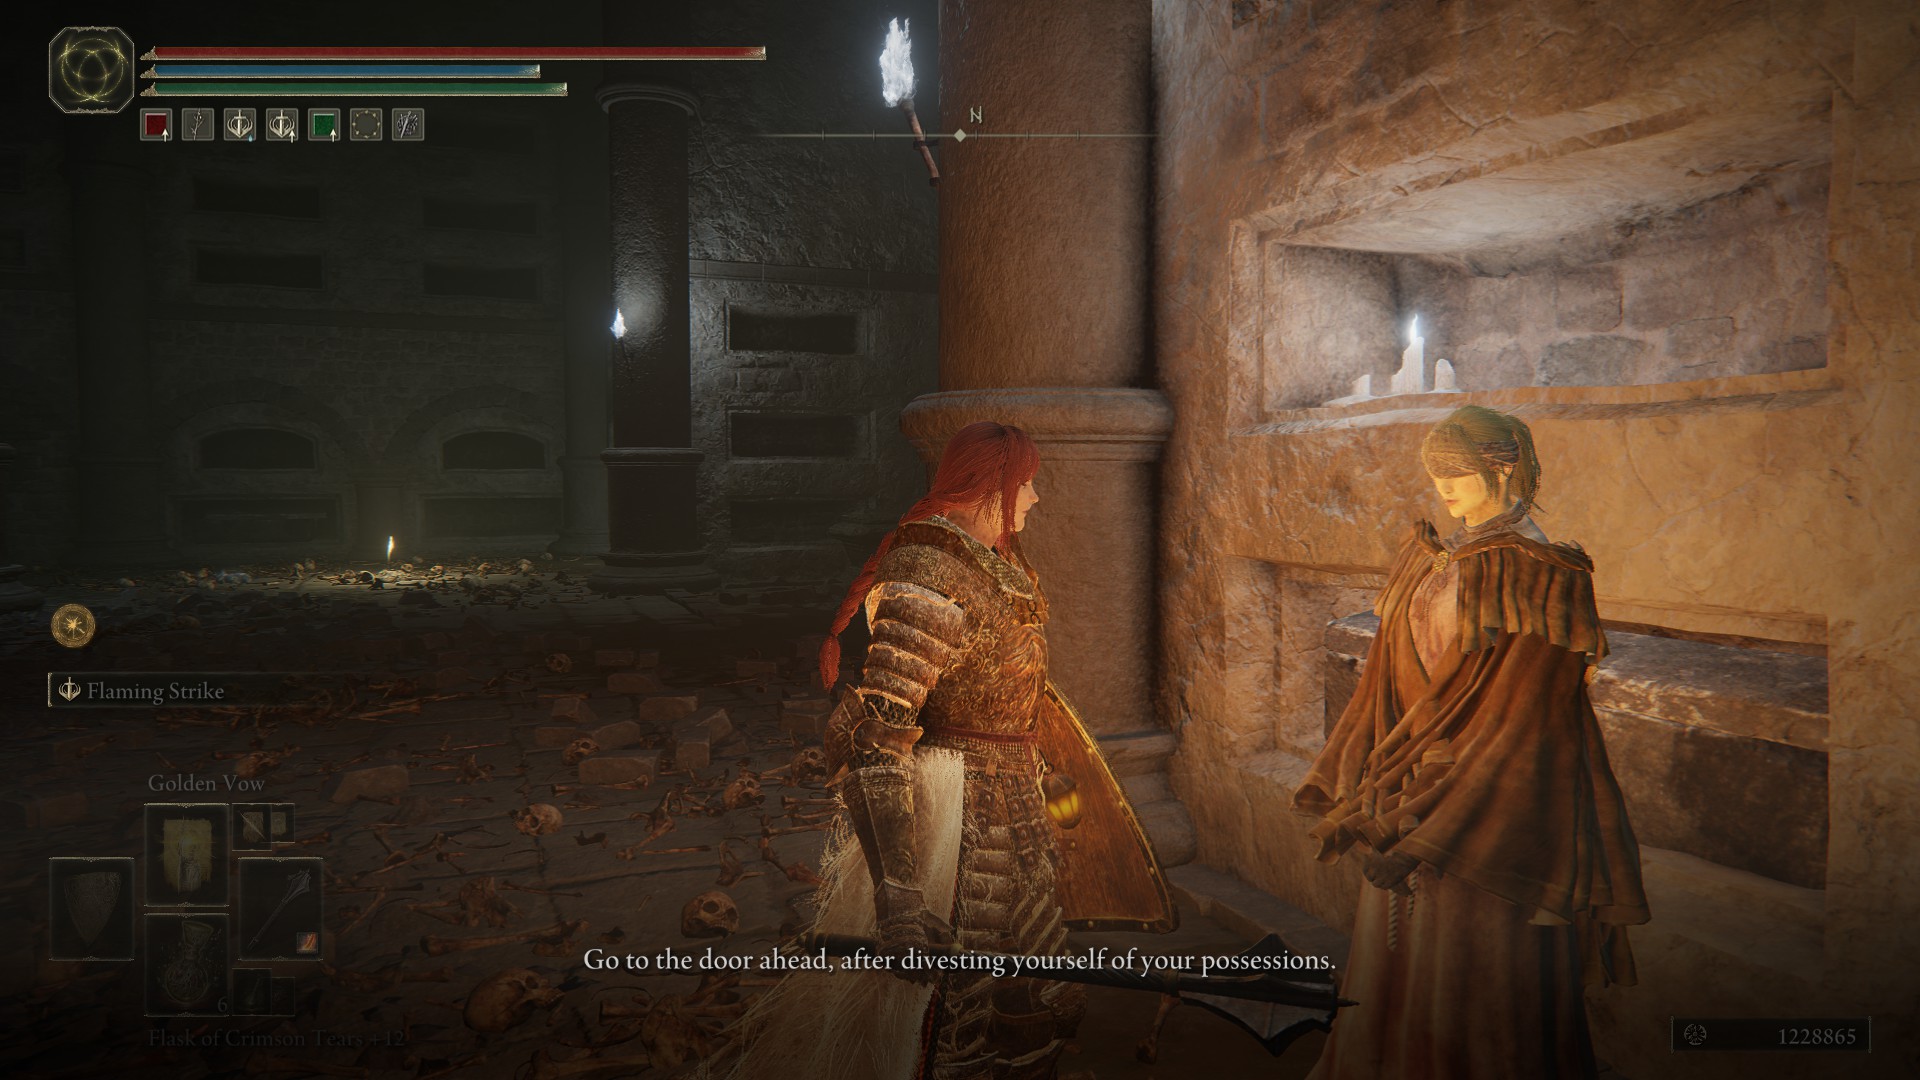 N
Flaming Strike
Golden Vow
6
Flask of Crimson Tears +12
Go to the door ahead, after divesting yourself of your possessions.
1228865